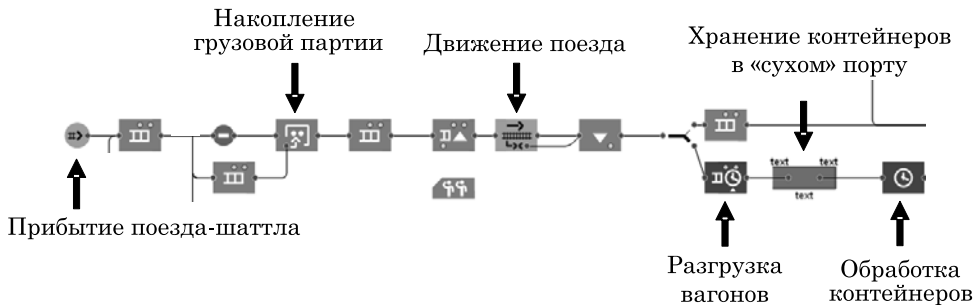 Накопление
грузовой партии
Движение поезда
Хранение контейнеров
в «сухом» порту
text
text
text
Прибытие поезда-шаттла
Разгрузка
вагонов
Обработка
контейнеров